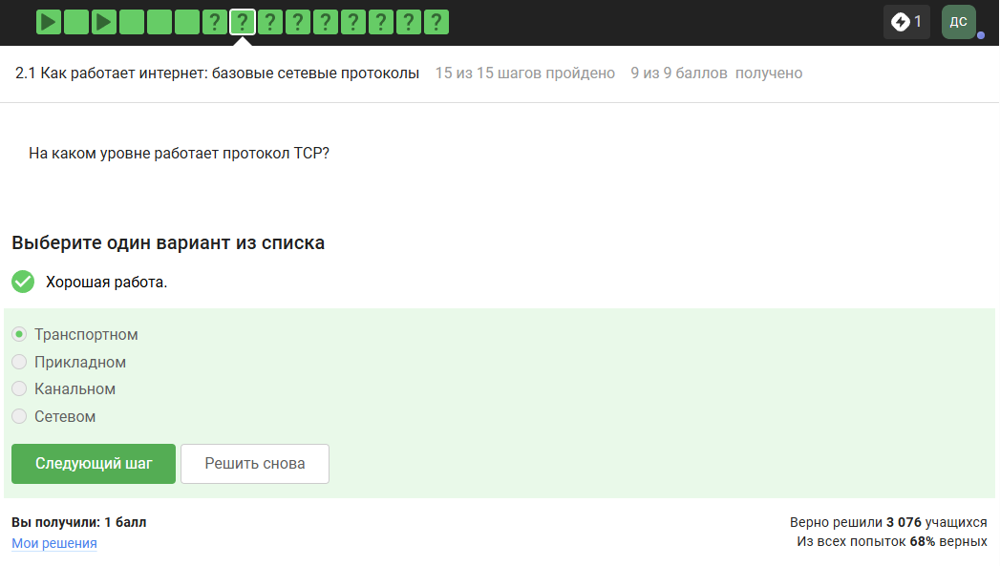 ? ? ? ? ? ? ? ? ? 1 ДС
2.1 Как работает интернет: базовые сетевые протоколы 15 из 15 шагов пройдено 9 из 9 баллов получено
На каком уровне работает протокол TCP?
Выберите один вариант из списка
Хорошая работа.
Транспортном
Прикладном
Канальном
Сетевом
Следующий шаг Решить снова
Вы получили: 1 балл
Мои решения
Верно решили 3 076 учащихся
Из всех попыток 68% верных